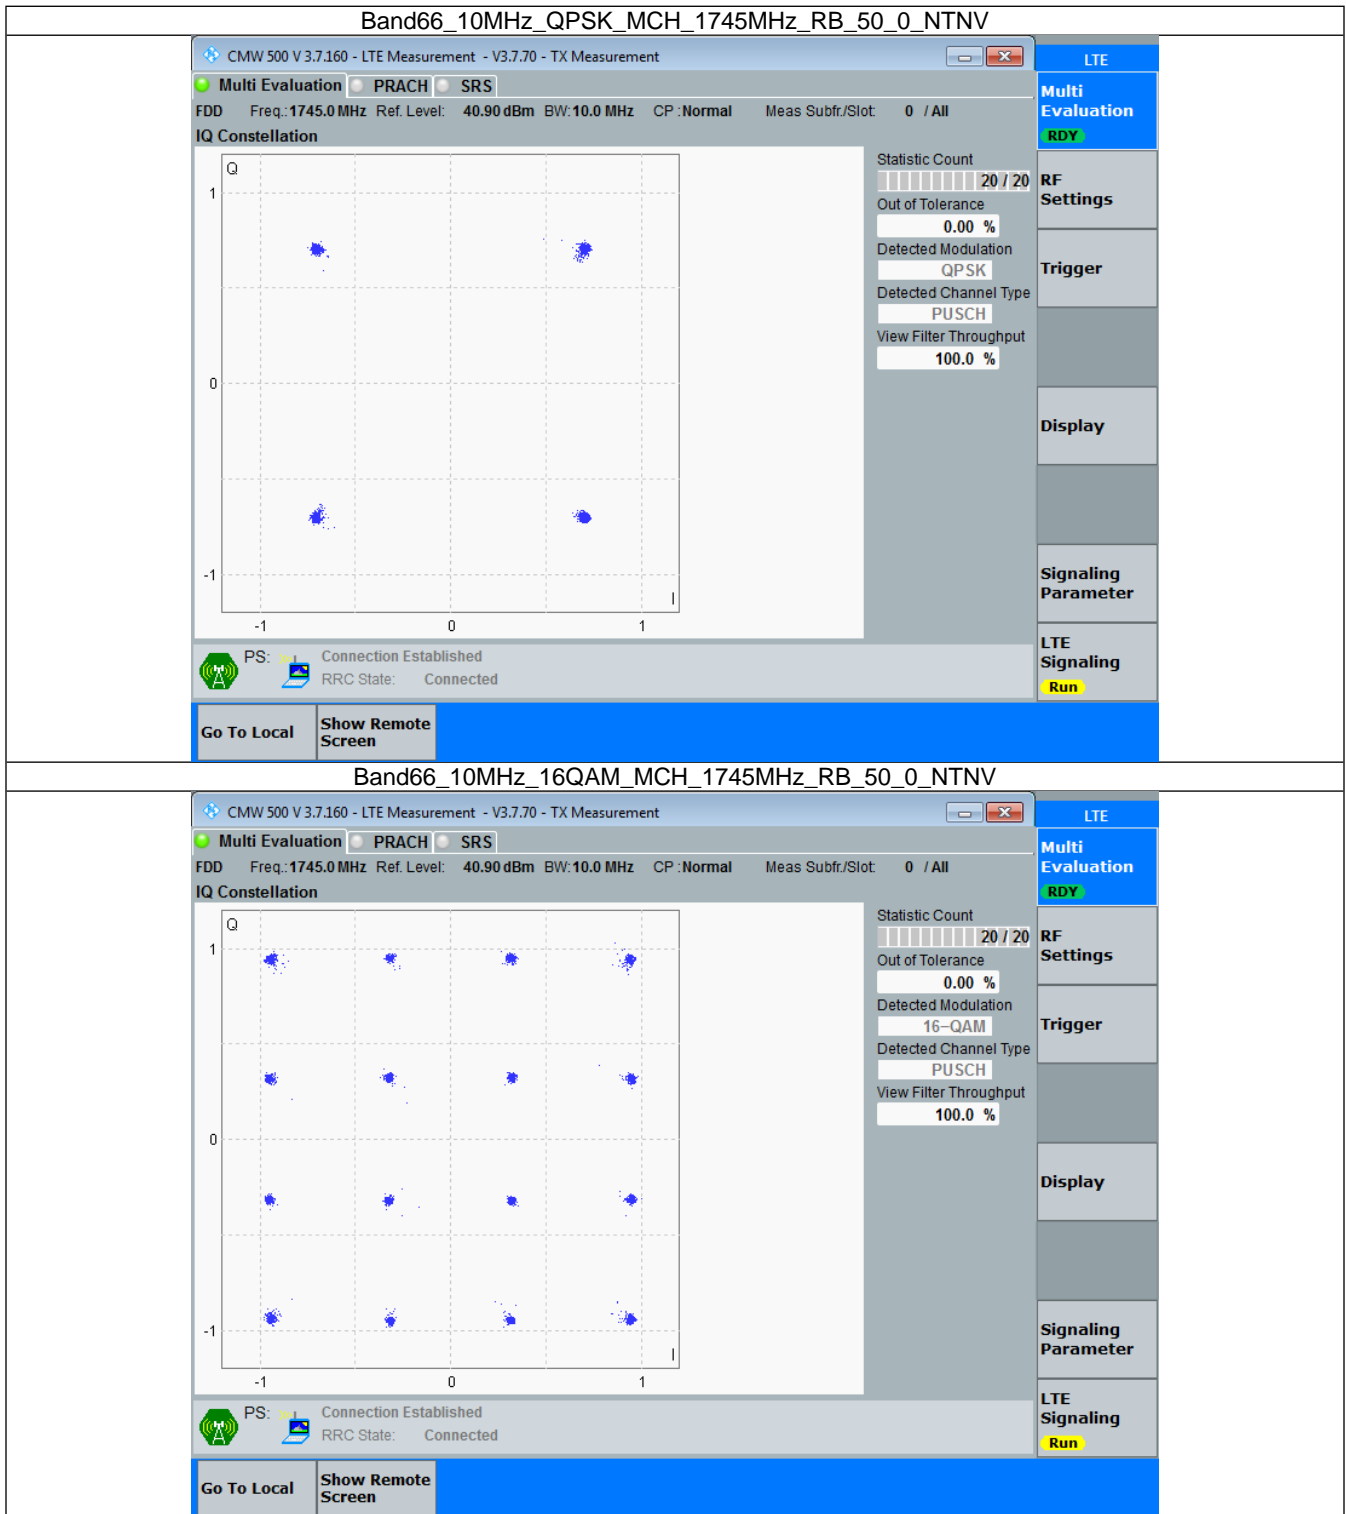 Band66_10MHz_QPSK_MCH_1745MHz_RB_50_0_NTNV
CMW 500 V 3.7.160 - LTE Measurement - V3.7.70 - TX Measurement
LTE
Multi Evaluation PRACH SRS
Multi
Evaluation
RDY
FDD Freq.:1745.0 MHz Ref. Level: 40.90 dBm BW:10.0 MHz CP :Normal Meas Subfr./Slot: 0 / All
IQ Constellation
Q
1
0
-1
I
-1 0 1
Statistic Count
20 / 20
Out of Tolerance
0.00 %
Detected Modulation
QPSK
Detected Channel Type
PUSCH
View Filter Throughput
100.0 %
RF
Settings
Trigger
Display
Signaling
Parameter
LTE
Signaling
Run
PS: Connection Established
RRC State: Connected
Go To Local
Show Remote
Screen
Band66_10MHz_16QAM_MCH_1745MHz_RB_50_0_NTNV
CMW 500 V 3.7.160 - LTE Measurement - V3.7.70 - TX Measurement
LTE
Multi Evaluation PRACH SRS
Multi
Evaluation
RDY
FDD Freq.:1745.0 MHz Ref. Level: 40.90 dBm BW:10.0 MHz CP :Normal Meas Subfr./Slot: 0 / All
IQ Constellation
Q
1
0
-1
I
-1 0 1
Statistic Count
20 / 20
Out of Tolerance
0.00 %
Detected Modulation
16-QAM
Detected Channel Type
PUSCH
View Filter Throughput
100.0 %
RF
Settings
Trigger
Display
Signaling
Parameter
LTE
Signaling
Run
PS: Connection Established
RRC State: Connected
Go To Local
Show Remote
Screen